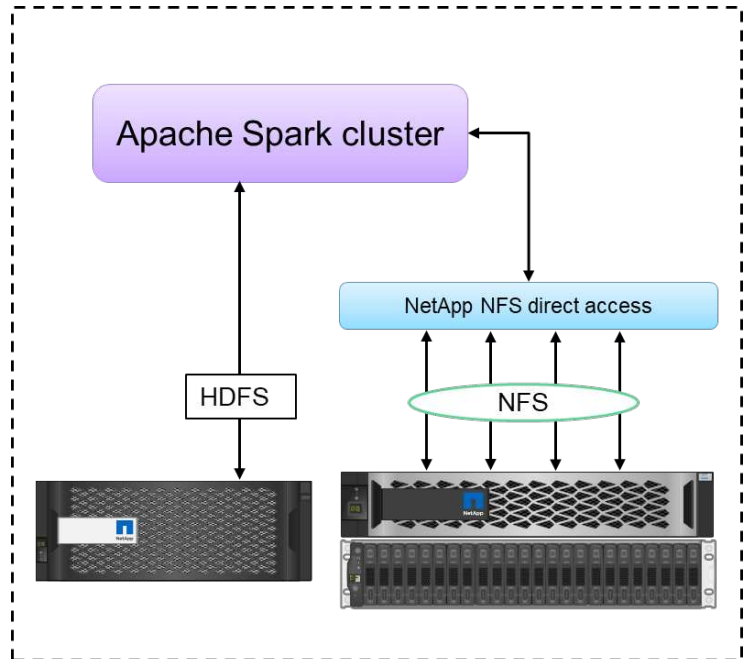 Apache Spark cluster
NetApp NFS direct access
HDFS
NFS
NetApp
NetApp